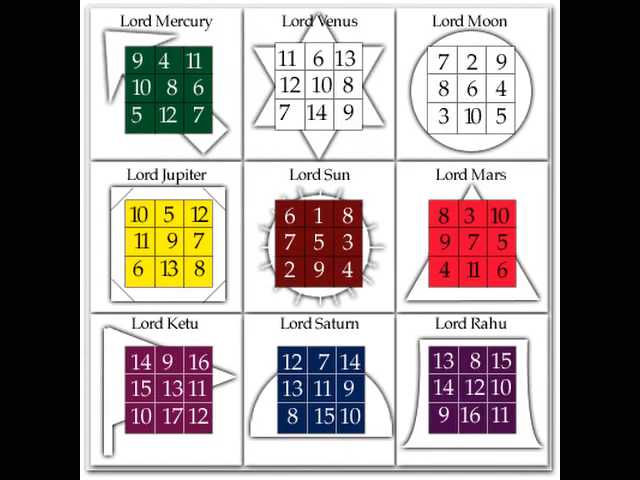 Lord Mercury
9 4 11
10 8 6
5 12 7
Lord Venus
11 6 13
12 10 8
7 14 9
Lord Moon
7 2 9
8 6 4
3 10 5
Lord Jupiter
10 5 12
11 9 7
6 13 8
Lord Sun
6 1 8
7 5 3
2 9 4
Lord Mars
8 3 10
9 7 5
4 11 6
Lord Ketu
14 9 16
15 13 11
10 17 12
Lord Saturn
12 7 14
13 11 9
8 15 10
Lord Rahu
13 8 15
14 12 10
9 16 11